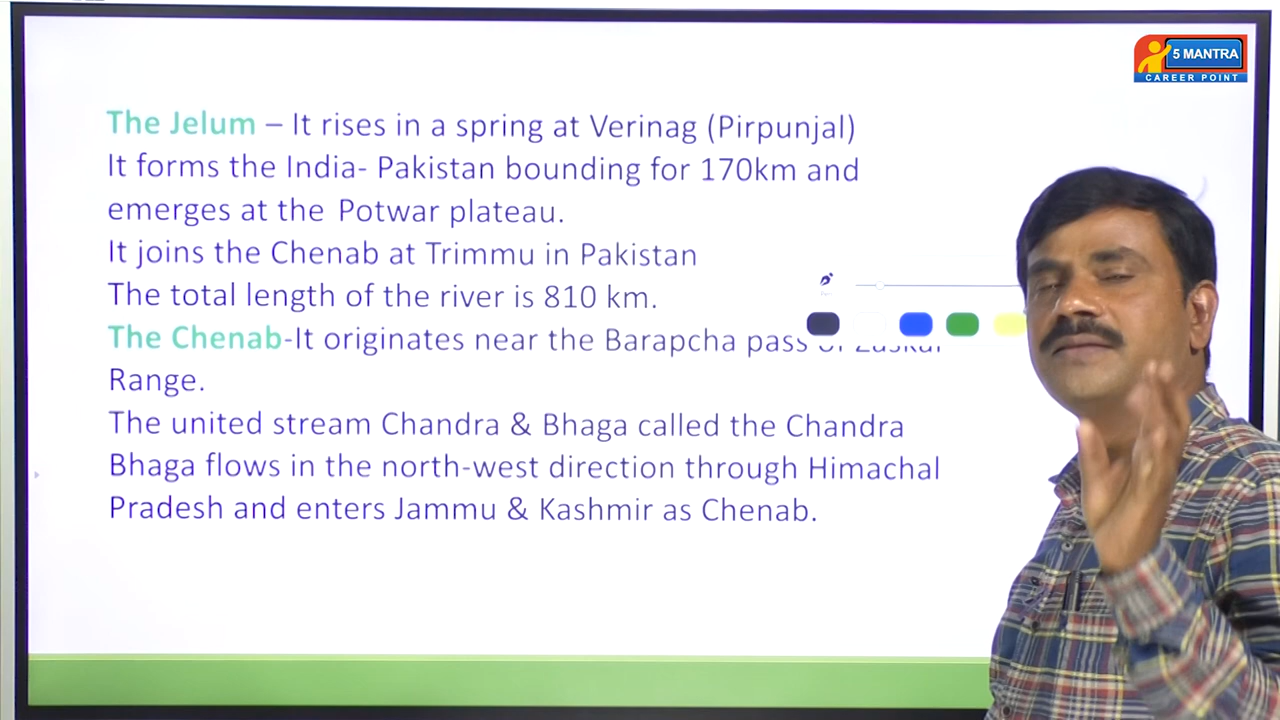 5 MANTRA
CAREER POINT
The Jelum – It rises in a spring at Verinag (Pirpunjal)
It forms the India- Pakistan bounding for 170km and
emerges at the Potwar plateau.
It joins the Chenab at Trimmu in Pakistan
The total length of the river is 810 km.
The Chenab-It originates near the Barapcha pass
Range.
The united stream Chandra & Bhaga called the Chandra
Bhaga flows in the north-west direction through Himachal
Pradesh and enters Jammu & Kashmir as Chenab.